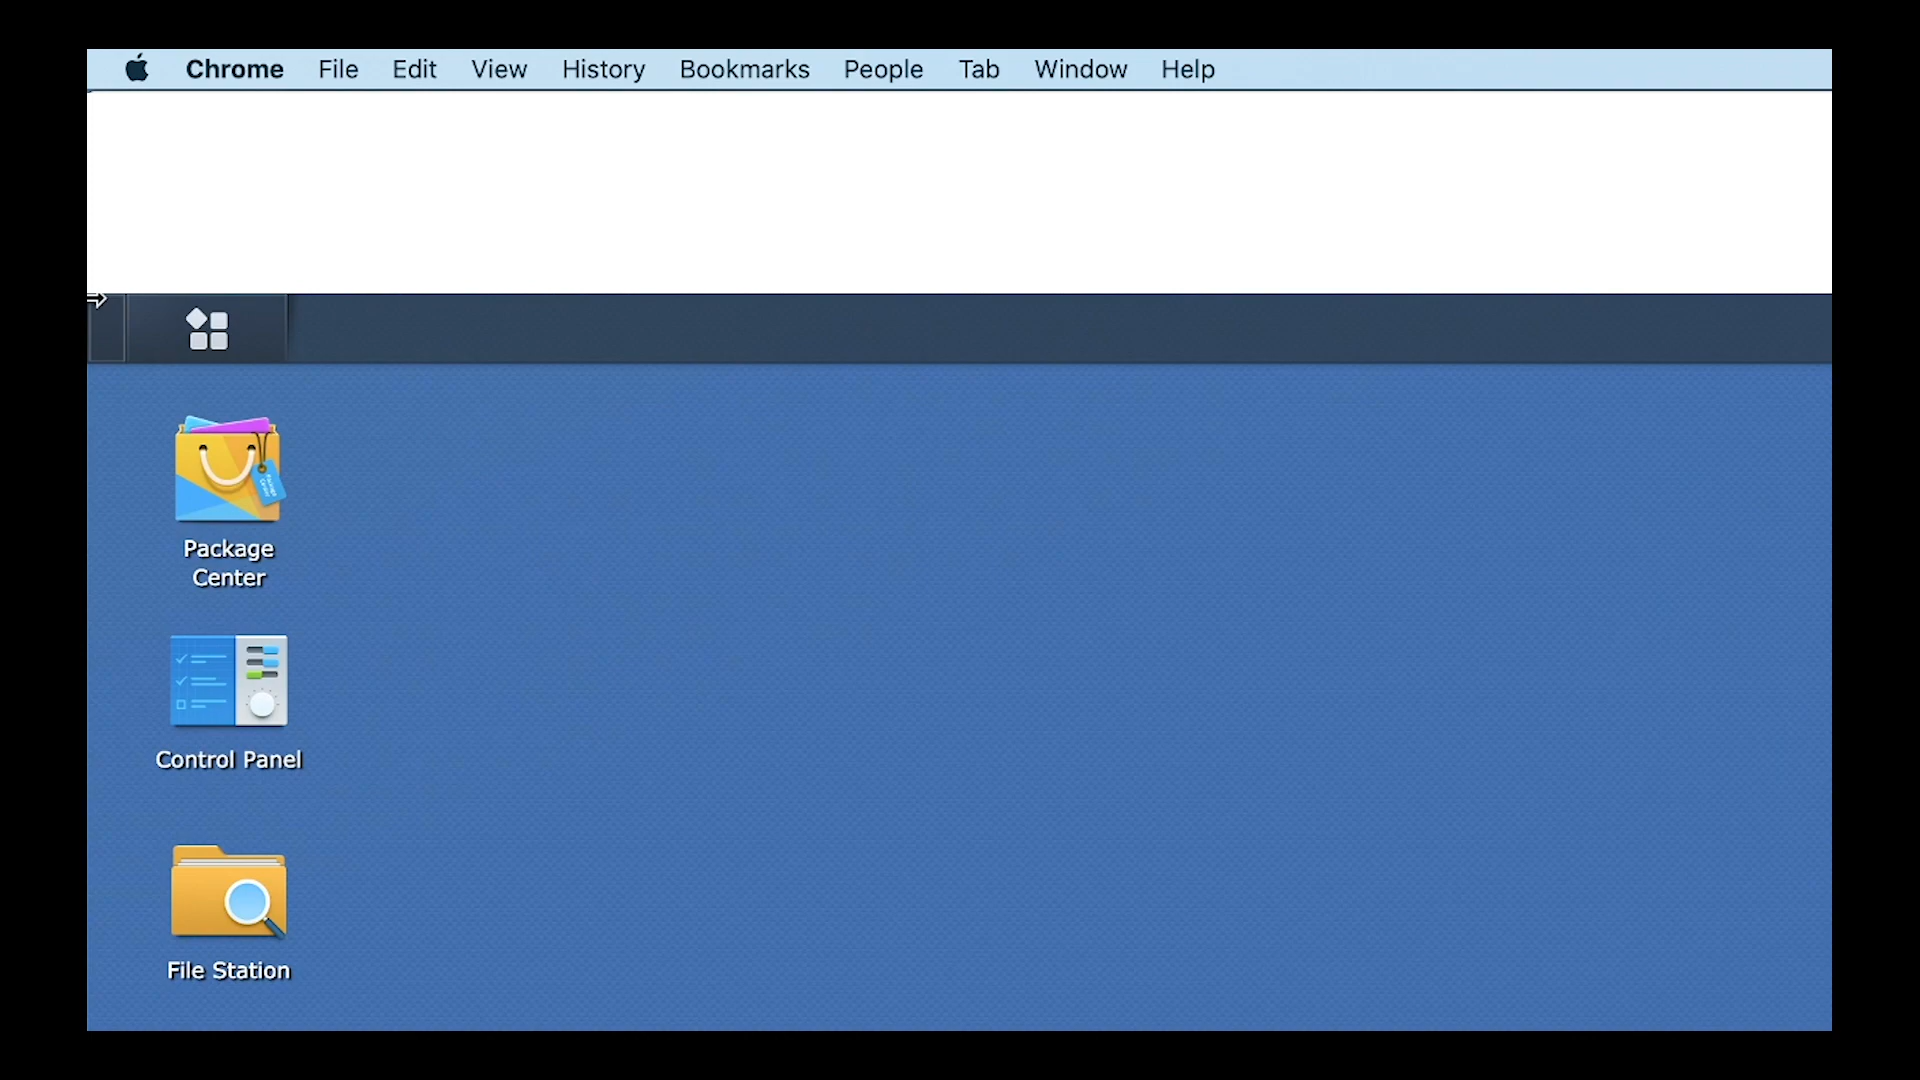 Chrome File Edit View History Bookmarks People Tab Window Help
Package
Center
Control Panel
File Station